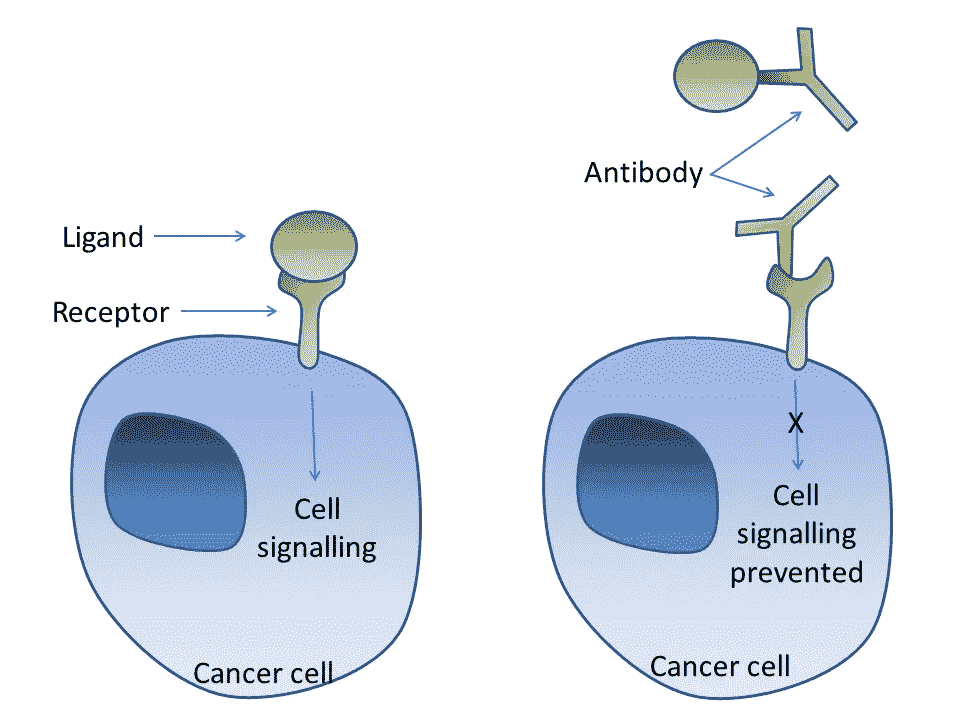 Ligand
Receptor
Cell
signalling
Cancer cell
Antibody
X
Cell
signalling
prevented
Cancer cell